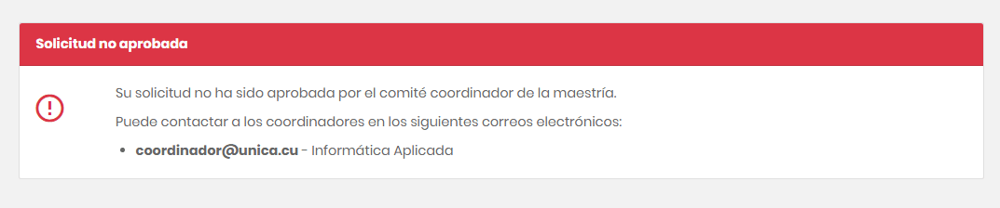 Solicitud no aprobada
Su solicitud no ha sido aprobada por el comité coordinador de la maestría.
Puede contactar a los coordinadores en los siguientes correos electrónicos:
• coordinador@unica.cu - Informática Aplicada